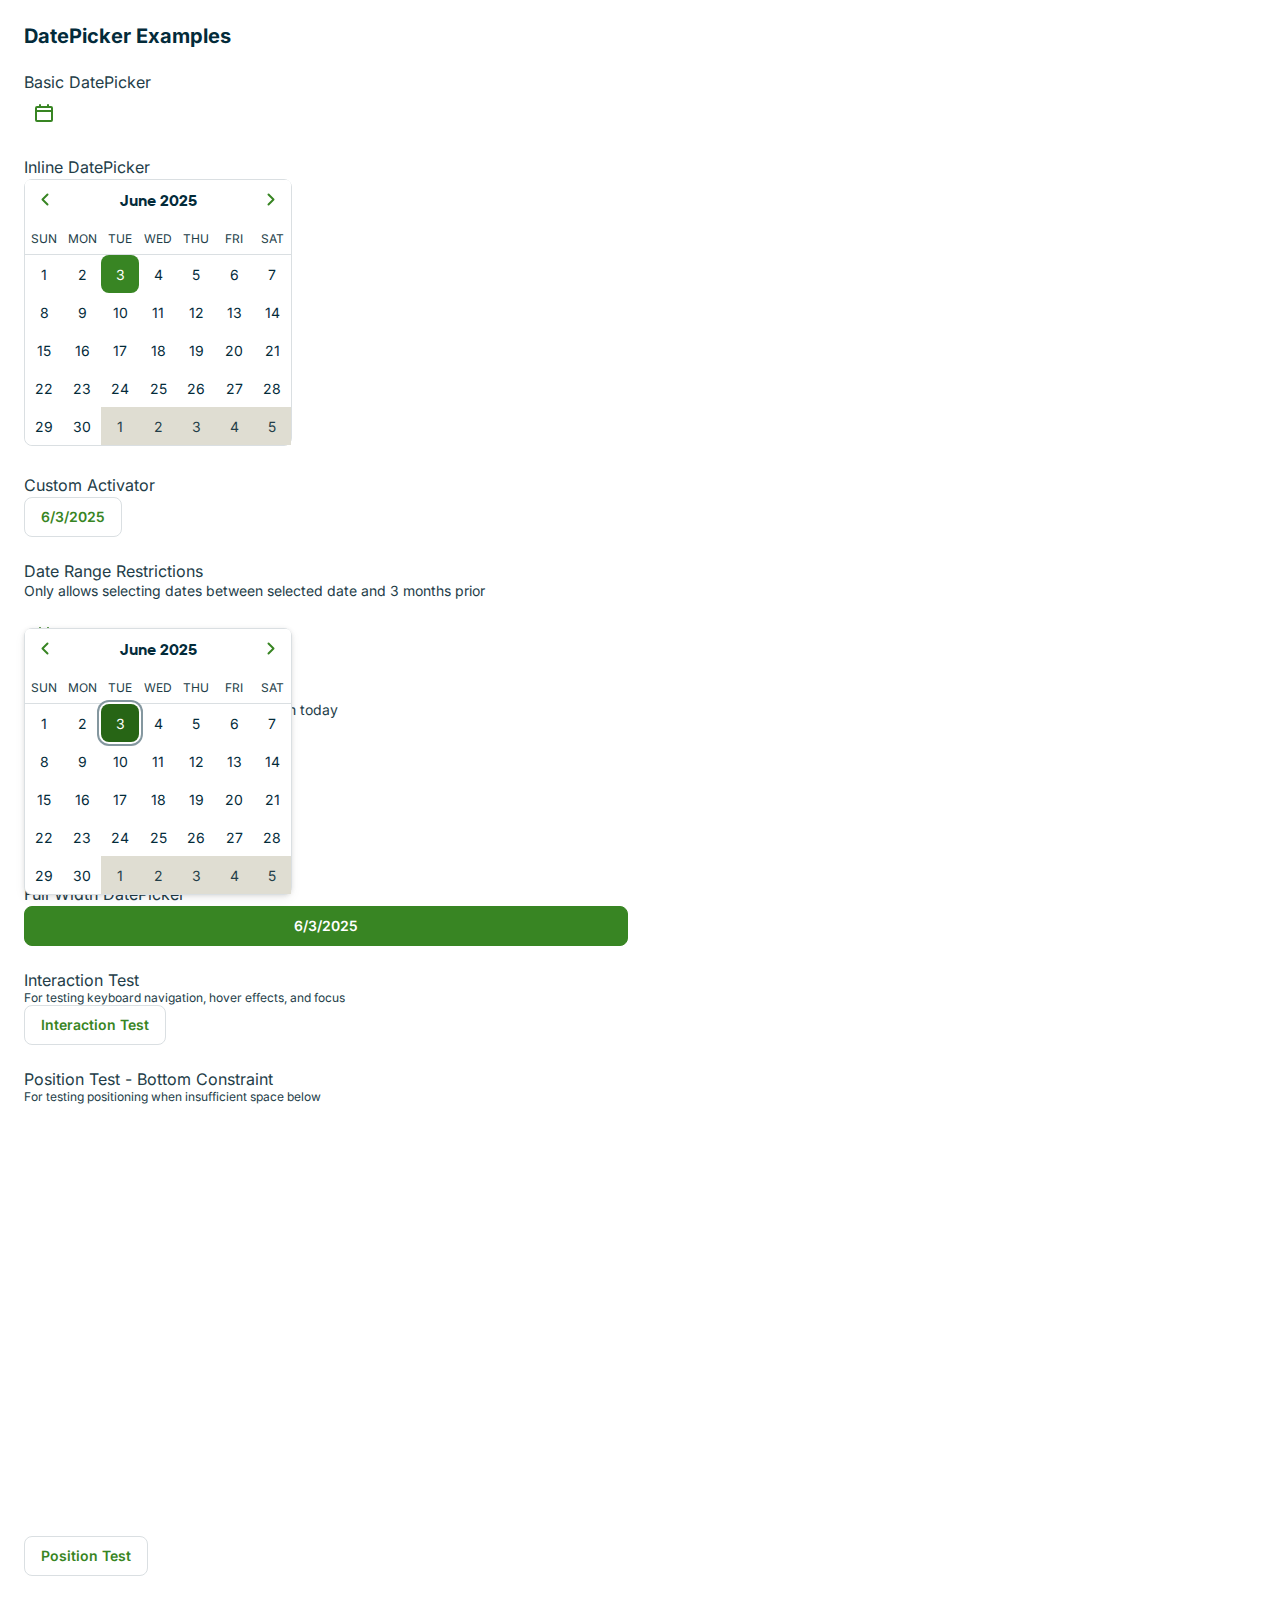 DatePicker Examples
Basic DatePicker
Inline DatePicker
June 2025
SUN MON TUE WED THU FRI SAT
1 2 3 4 5 6 7
8 9 10 11 12 13 14
15 16 17 18 19 20 21
22 23 24 25 26 27 28
29 30 1 2 3 4 5
Custom Activator
6/3/2025
Date Range Restrictions
Only allows selecting dates between selected date and 3 months prior
June 2025
SUN MON TUE WED THU FRI SAT
today
1 2 3 4 5 6 7
8 9 10 11 12 13 14
15 16 17 18 19 20 21
22 23 24 25 26 27 28
29 30 1 2 3 4 5
Full Width DatePicker
6/3/2025
Interaction Test
For testing keyboard navigation, hover effects, and focus
Interaction Test
Position Test - Bottom Constraint
For testing positioning when insufficient space below
Position Test